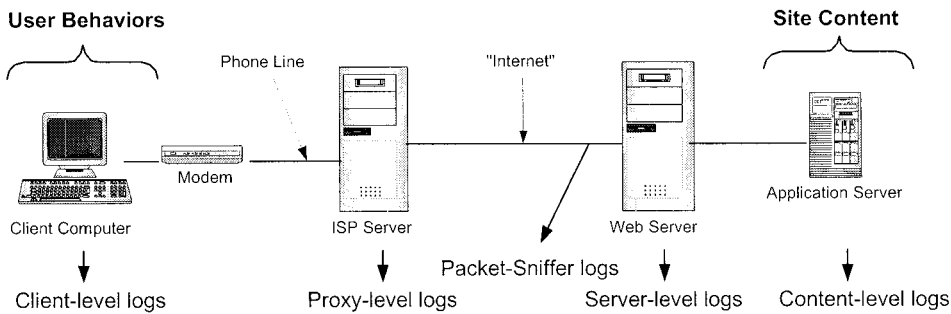 User Behaviors
Site Content
Phone Line
"Internet"
Modem
Client Computer
ISP Server
Web Server
Application Server
Packet-Sniffer logs
Client-level logs
Proxy-level logs
Server-level logs
Content-level logs